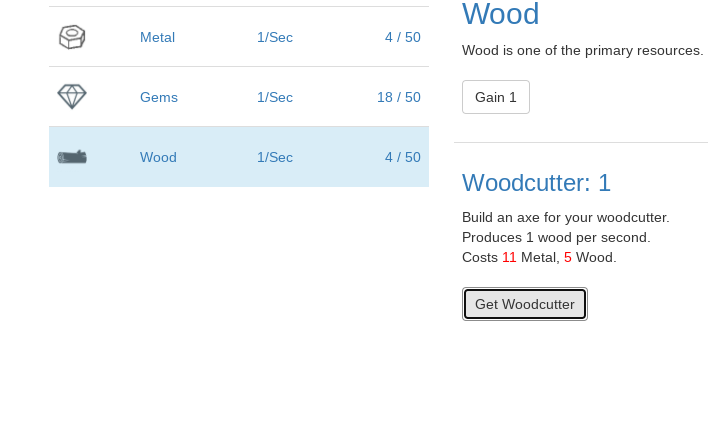 Metal 1/Sec 4 / 50
Gems 1/Sec 18 / 50
Wood 1/Sec 4 / 50
Wood
Wood is one of the primary resources.
Gain 1
Woodcutter: 1
Build an axe for your woodcutter.
Produces 1 wood per second.
Costs 11 Metal, 5 Wood.
Get Woodcutter